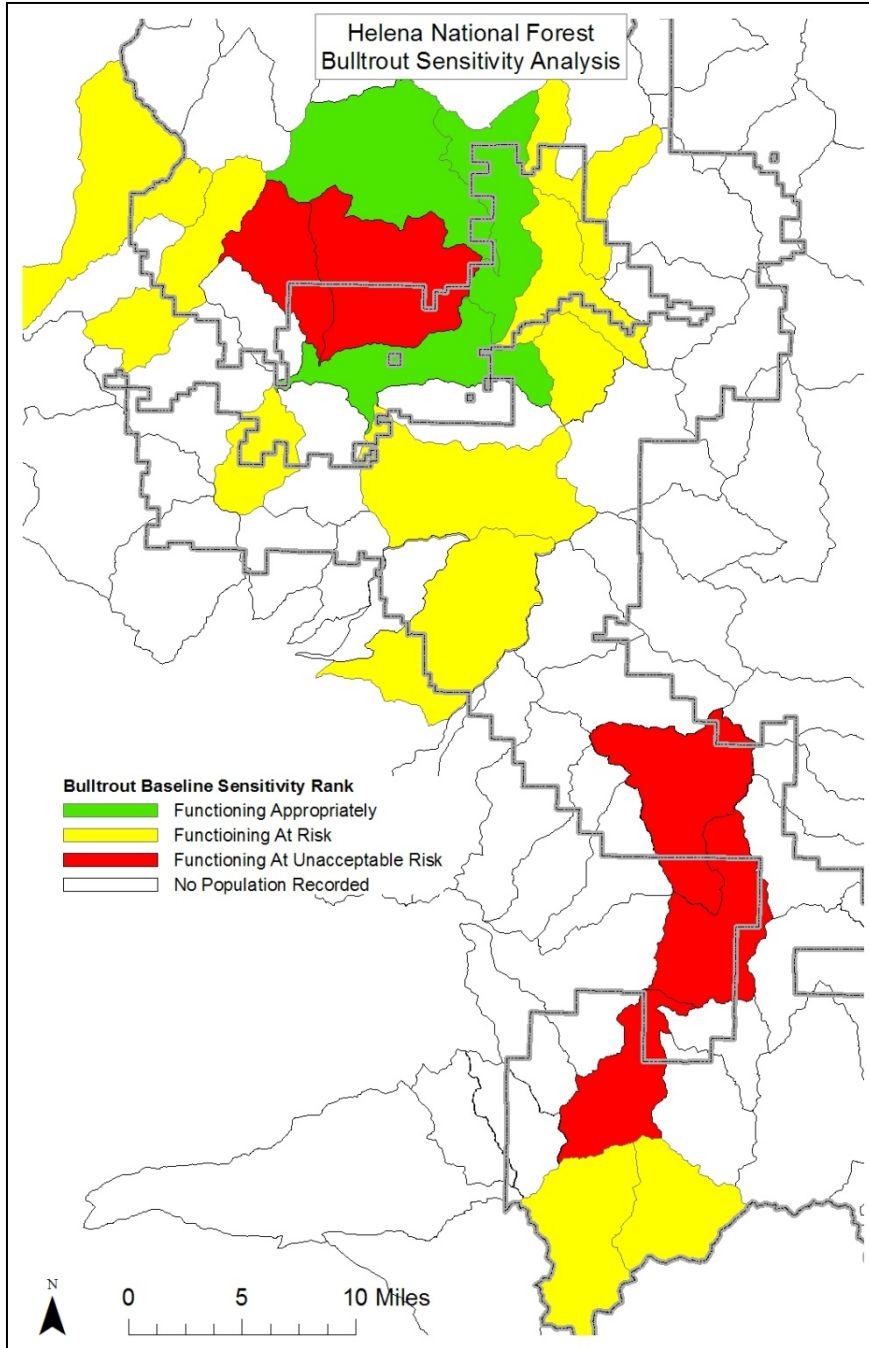 Helena National Forest
Bulltrout Sensitivity Analysis
Bulltrout Baseline Sensitivity Rank
Functioning Appropriately
Functioining At Risk
Functioning At Unacceptable Risk
No Population Recorded
N
0 5 10 Miles